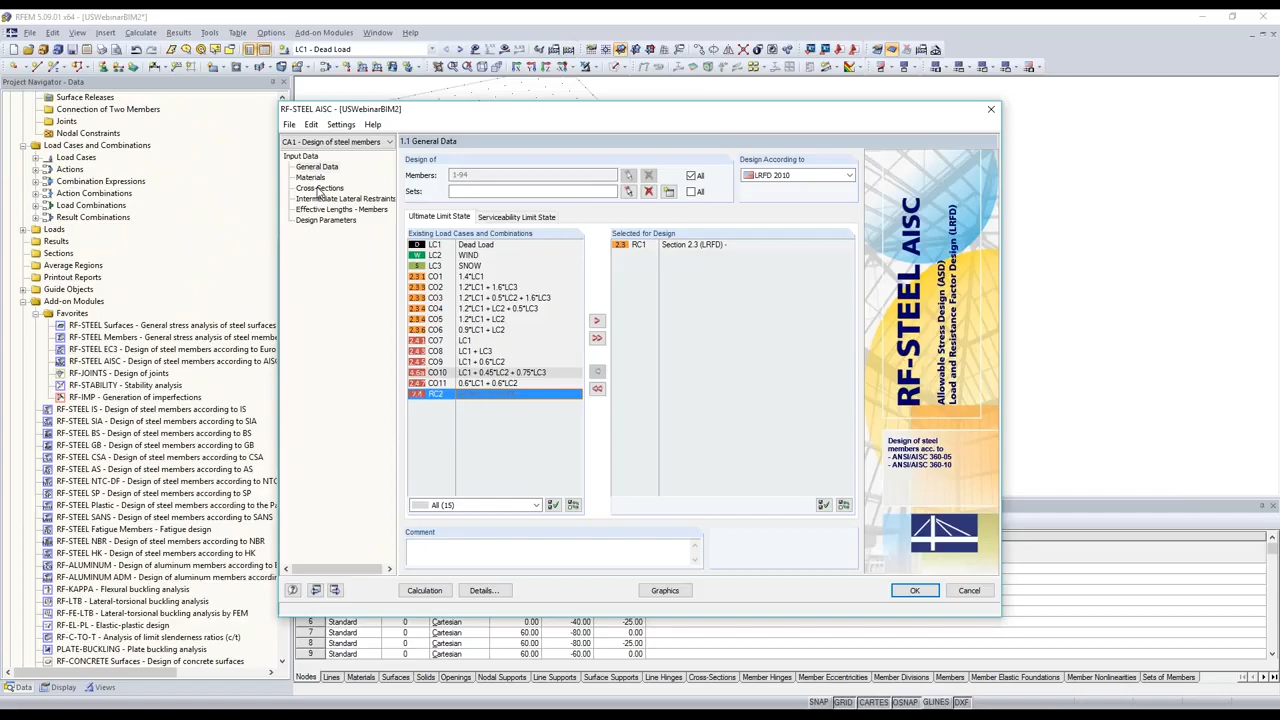 RFEM 5.09.01 x64 - [USWebinarBIM2*]
File Edit View Insert Calculate Results Tools Table Options Add-on Modules Window Help
LC1 - Dead Load
Project Navigator - Data
Surface Releases
Connection of Two Members
Joints
Nodal Constraints
Load Cases and Combinations
Load Cases
Actions
Combination Expressions
Action Combinations
Load Combinations
Result Combinations
Loads
Results
Sections
Average Regions
Printout Reports
Guide Objects
Add-on Modules
Favorites
RF-STEEL Surfaces - General stress analysis of steel surfaces
RF-STEEL Members - General stress analysis of steel membe
RF-STEEL EC3 - Design of steel members according to Euro
RF-STEEL AISC - Design of steel members according to AISC
RF-JOINTS - Design of joints
RF-STABILITY - Stability analysis
RF-IMP - Generation of imperfections
RF-STEEL IS - Design of steel members according to IS
RF-STEEL SIA - Design of steel members according to SIA
RF-STEEL BS - Design of steel members according to BS
RF-STEEL GB - Design of steel members according to GB
RF-STEEL CSA - Design of steel members according to CSA
RF-STEEL AS - Design of steel members according to AS
RF-STEEL NTC-DF - Design of steel members according to NTC
RF-STEEL SP - Design of steel members according to SP
RF-STEEL Plastic - Design of steel members according to the Pa
RF-STEEL SANS - Design of steel members according to SANS
RF-STEEL Fatigue Members - Fatigue design
RF-STEEL NBR - Design of steel members according to NBR
RF-STEEL HK - Design of steel members according to HK
RF-ALUMINUM - Design of aluminum members according to E
RF-ALUMINUM ADM - Design of aluminum members according
RF-KAPPA - Flexural buckling analysis
RF-LTB - Lateral-torsional buckling analysis
RF-FE-LTB - Lateral-torsional buckling analysis by FEM
RF-EL-PL - Elastic-plastic design
RF-C-TO-T - Analysis of limit slenderness ratios (c/t)
PLATE-BUCKLING - Plate buckling analysis
RF-CONCRETE Surfaces - Design of concrete surfaces
Data Display Views
RF-STEEL AISC - [USWebinarBIM2]
File Edit Settings Help
CA1 - Design of steel members
Input Data
General Data
Materials
Cross-Sections
Intermediate Lateral Restraints
Effective Lengths - Members
Design Parameters
1.1 General Data
Design of
Members: 1-94 All
Sets: All
Design According to
LRFD 2010
Ultimate Limit State Serviceability Limit State
Existing Load Cases and Combinations
D LC1 Dead Load
W LC2 WIND
S LC3 SNOW
2.3.1 CO1 1.4*LC1
2.3.3 CO2 1.2*LC1 + 1.6*LC3
2.3.3 CO3 1.2*LC1 + 0.5*LC2 + 1.6*LC3
2.3.4 CO4 1.2*LC1 + LC2 + 0.5*LC3
CO5 1.2*LC1 + LC2
2.3.6 CO6 0.9*LC1 + LC2
CO7 LC1
CO8 LC1 + LC3
CO9 LC1 + 0.6*LC2
CO10 LC1 + 0.45*LC2 + 0.75*LC3
CO11 0.6*LC1 + 0.6*LC2
RC2
Selected for Design
2.3 RC1 Section 2.3 (LRFD) -
All (15)
Comment
RF-STEEL AISC
Allowable Stress Design (ASD)
Load and Resistance Factor Design (LRFD)
Design of steel
members acc. to
- ANSI/AISC 360-05
- ANSI/AISC 360-10
Calculation Details... Graphics OK Cancel
6 Standard 0 Cartesian 0.00 -40.00 -25.00
7 Standard 0 Cartesian 60.00 -80.00 0.00
8 Standard 0 Cartesian 60.00 -80.00 -25.00
9 Standard 0 Cartesian 60.00 -60.00 0.00
Nodes Lines Materials Surfaces Solids Openings Nodal Supports Line Supports Surface Supports Line Hinges Cross-Sections Member Hinges Member Eccentricities Member Divisions Members Member Elastic Foundations Member Nonlinearities Sets of Members
SNAP GRID CARTES OSNAP GLINES DXF